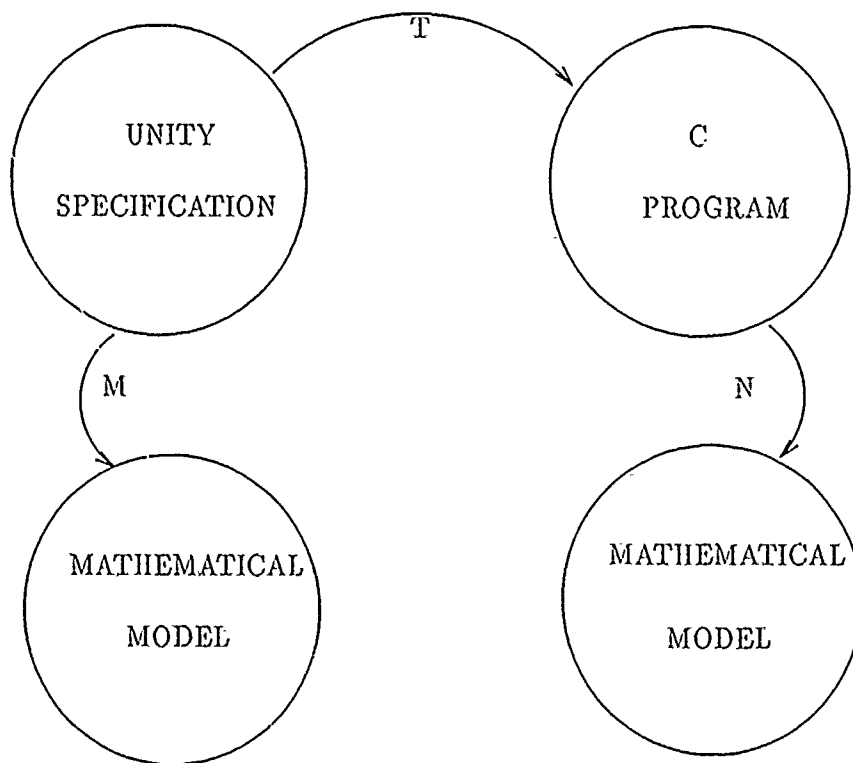 T
UNITY
SPECIFICATION
C
PROGRAM
M
N
MATHEMATICAL
MODEL
MATHEMATICAL
MODEL